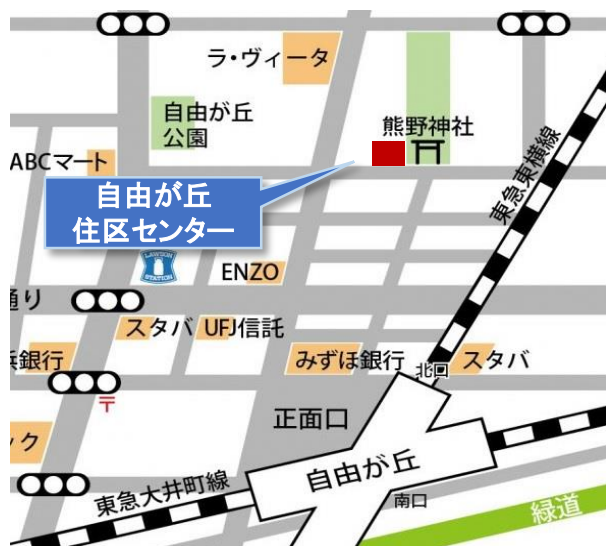 ラ・ヴィータ
自由が丘
公園
熊野神社
ABCマート
東急東横線
自由が丘
住区センター
LAWSON
STATION
ENZO
通り
スタバ
UFJ信託
浜銀行
みずほ銀行
北口
スタバ
〒
正面口
ック
自由が丘
東急大井町線
南口
緑道